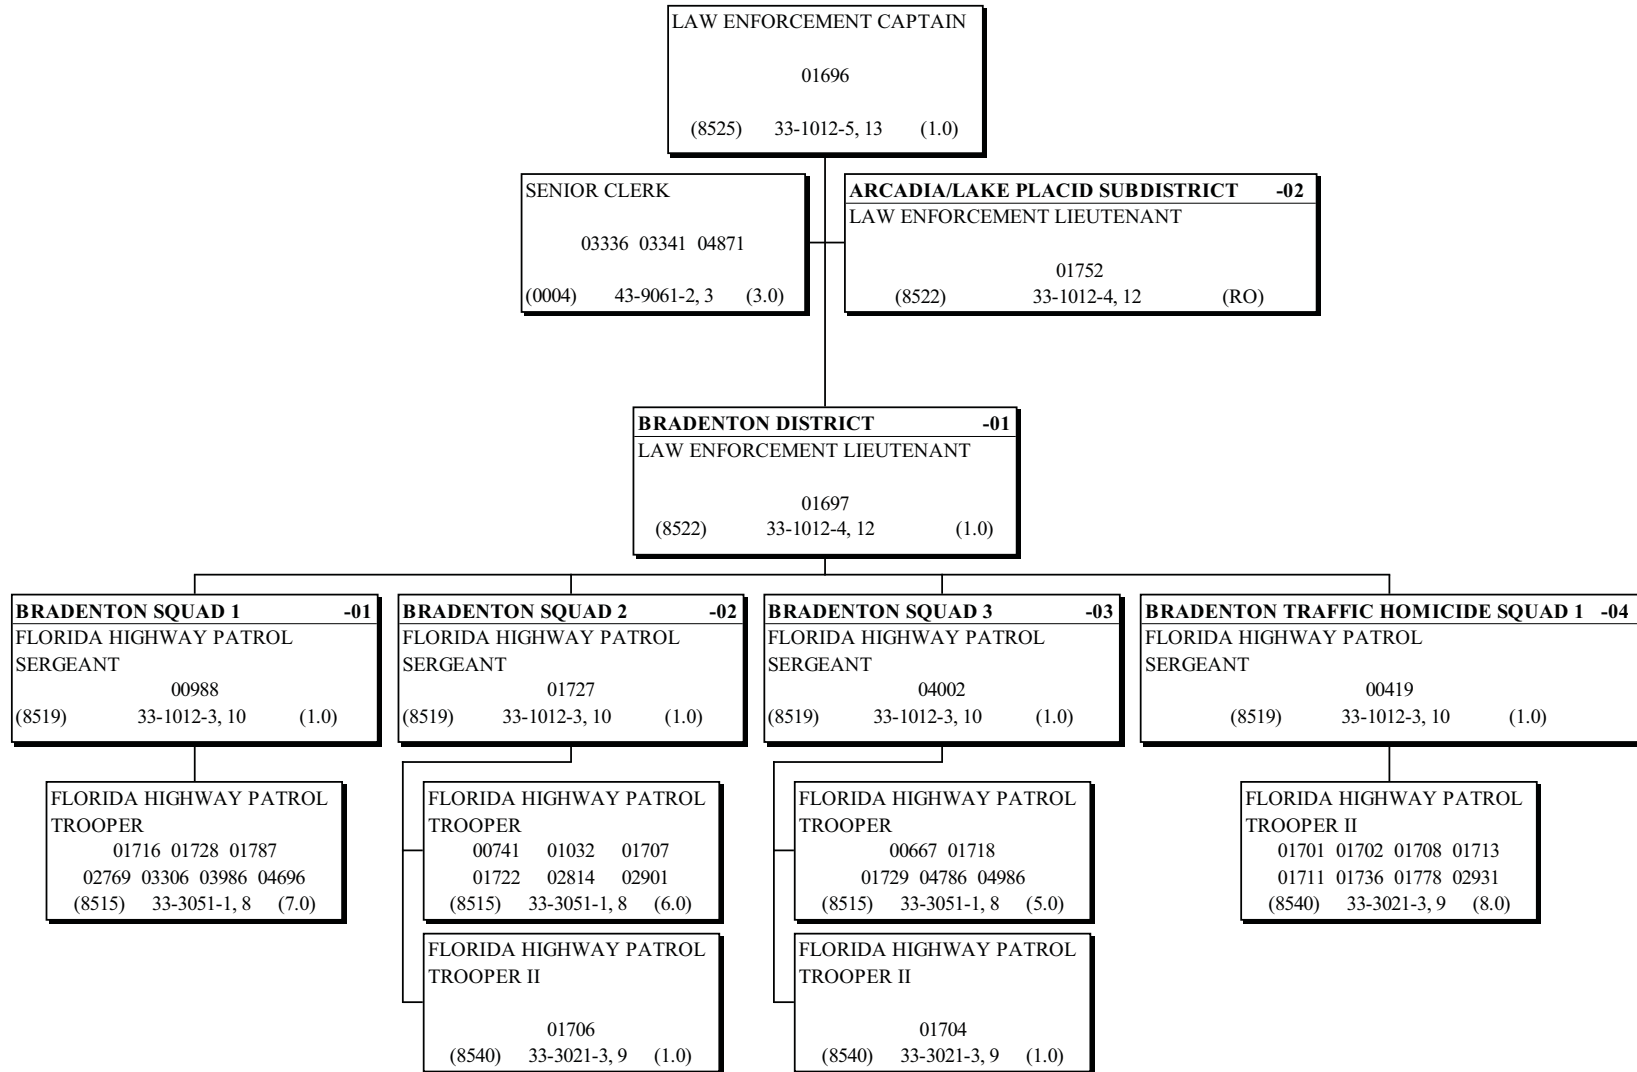 LAW ENFORCEMENT CAPTAIN
01696
(8525) 33-1012-5, 13 (1.0)
SENIOR CLERK
03336 03341 04871
(0004) 43-9061-2, 3 (3.0)
ARCADIA/LAKE PLACID SUBDISTRICT -02
LAW ENFORCEMENT LIEUTENANT
01752
(8522) 33-1012-4, 12 (RO)
BRADENTON DISTRICT -01
LAW ENFORCEMENT LIEUTENANT
01697
(8522) 33-1012-4, 12 (1.0)
BRADENTON SQUAD 1 -01
FLORIDA HIGHWAY PATROL
SERGEANT
00988
(8519) 33-1012-3, 10 (1.0)
BRADENTON SQUAD 2 -02
FLORIDA HIGHWAY PATROL
SERGEANT
01727
(8519) 33-1012-3, 10 (1.0)
BRADENTON SQUAD 3 -03
FLORIDA HIGHWAY PATROL
SERGEANT
04002
(8519) 33-1012-3, 10 (1.0)
BRADENTON TRAFFIC HOMICIDE SQUAD 1 -04
FLORIDA HIGHWAY PATROL
SERGEANT
00419
(8519) 33-1012-3, 10 (1.0)
FLORIDA HIGHWAY PATROL
TROOPER
01716 01728 01787
02769 03306 03986 04696
(8515) 33-3051-1, 8 (7.0)
FLORIDA HIGHWAY PATROL
TROOPER
00741 01032 01707
01722 02814 02901
(8515) 33-3051-1, 8 (6.0)
FLORIDA HIGHWAY PATROL
TROOPER
00667 01718
01729 04786 04986
(8515) 33-3051-1, 8 (5.0)
FLORIDA HIGHWAY PATROL
TROOPER II
01701 01702 01708 01713
01711 01736 01778 02931
(8540) 33-3021-3, 9 (8.0)
FLORIDA HIGHWAY PATROL
TROOPER II
01706
(8540) 33-3021-3, 9 (1.0)
FLORIDA HIGHWAY PATROL
TROOPER II
01704
(8540) 33-3021-3, 9 (1.0)